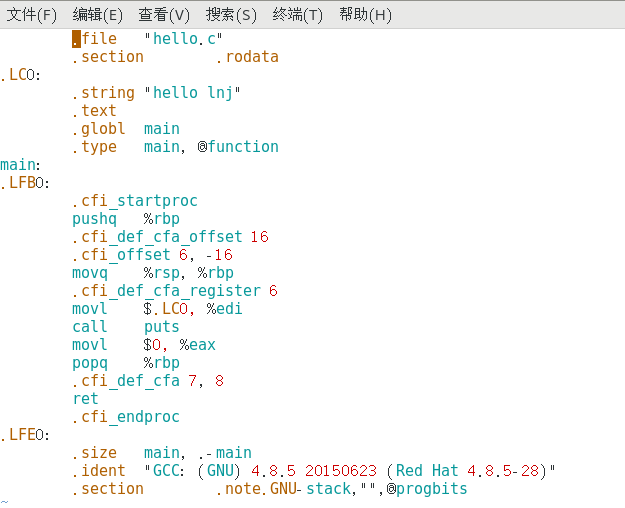 文件(F) 编辑(E) 查看(V) 搜索(S) 终端(T) 帮助(H)
.file "hello.c"
.section .rodata
.LC0:
.string "hello lnj"
.text
.globl main
.type main, @function
main:
.LFB0:
.cfi_startproc
pushq %rbp
.cfi_def_cfa_offset 16
.cfi_offset 6, -16
movq %rsp, %rbp
.cfi_def_cfa_register 6
movl $.LC0, %edi
call puts
movl $0, %eax
popq %rbp
.cfi_def_cfa 7, 8
ret
.cfi_endproc
.LFE0:
.size main, .-main
.ident "GCC: (GNU) 4.8.5 20150623 (Red Hat 4.8.5-28)"
.section .note.GNU-stack,"",@progbits
~